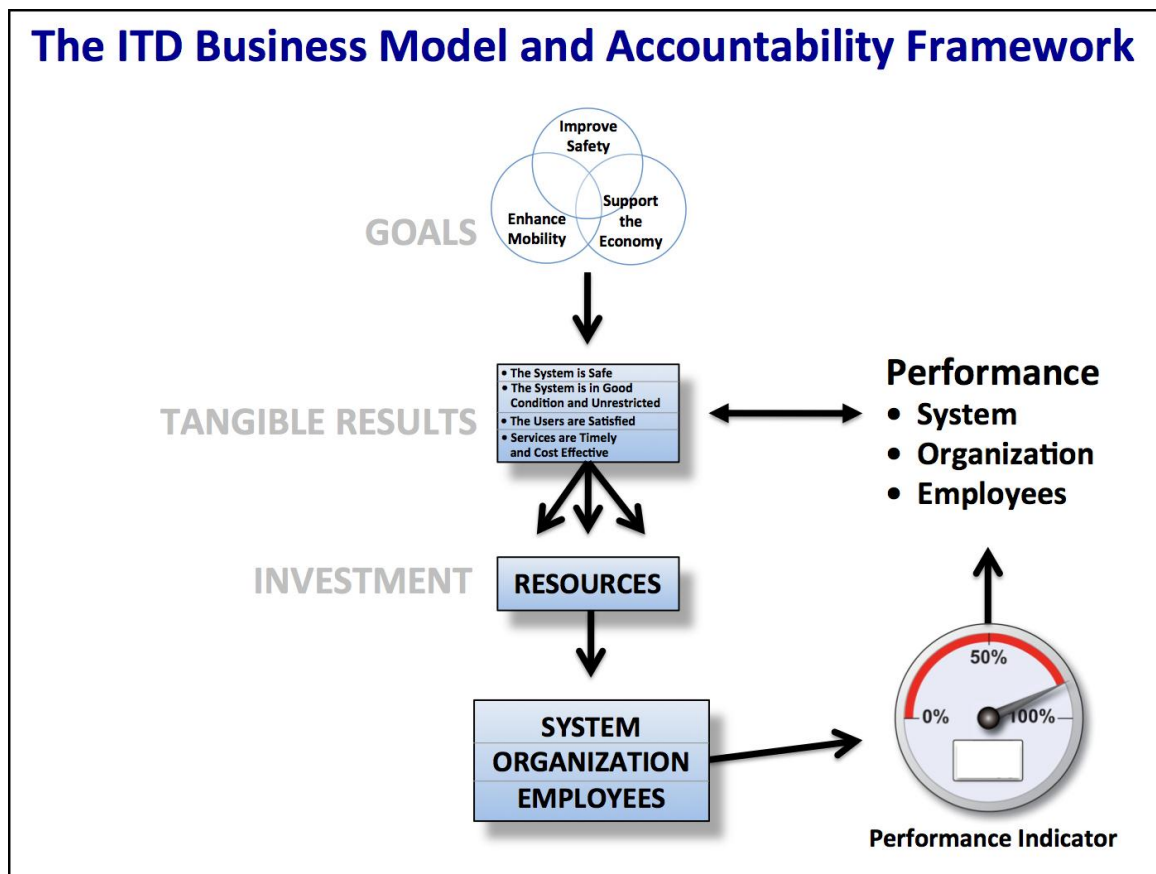 The ITD Business Model and Accountability Framework
Improve
Safety
Enhance
Mobility
Support
the
Economy
GOALS
TANGIBLE RESULTS
• The System is Safe
• The System is in Good
Condition and Unrestricted
• The Users are Satisfied
• Services are Timely
and Cost Effective
Performance
• System
• Organization
• Employees
INVESTMENT
RESOURCES
SYSTEM
ORGANIZATION
EMPLOYEES
50%
0%
100%
Performance Indicator